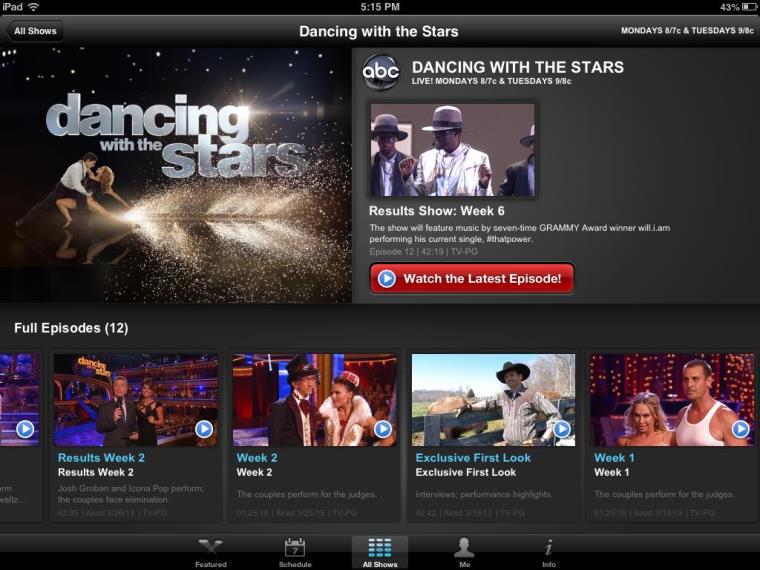 iPad
5:15 PM
43%
All Shows
Dancing with the Stars
MONDAYS 8/7c & TUESDAYS 9/8c
dancing
with the
stars
abc
DANCING WITH THE STARS
LIVE! MONDAYS 8/7c & TUESDAYS 9/8c
Results Show: Week 6
The show will feature music by seven-time GRAMMY Award winner will.i.am
performing his current single, #thatpower.
Episode 12 | 42:19 | TV-PG
Watch the Latest Episode!
Full Episodes (12)
waltz...
dancing
Results Week 2
Results Week 2
Josh Groban and Icona Pop perform;
the couples face elimination.
42:35 | Aired 3/26/13 | TV-PG
Week 2
Week 2
The couples perform for the judges.
01:25:18 | Aired 3/25/13 | TV-PG
Exclusive First Look
Exclusive First Look
Interviews; performance highlights.
42:42 | Aired 3/19/13 | TV-PG
Week 1
Week 1
The couples perform for the judges.
01:25:16 | Aired 3/18/13 | TV-PG
Featured
7
Schedule
All Shows
Me
i
Info